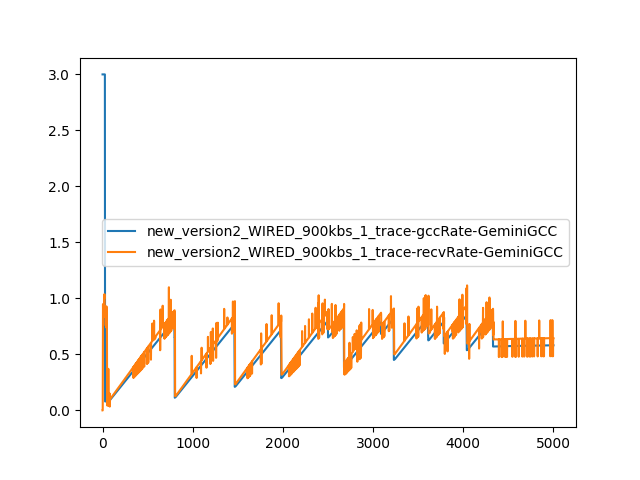 3.0
2.5
2.0
1.5
new_version2_WIRED_900kbs_1_trace-gccRate-GeminiGCC
new_version2_WIRED_900kbs_1_trace-recvRate-GeminiGCC
1.0
0.5
0.0
0 1000 2000 3000 4000 5000